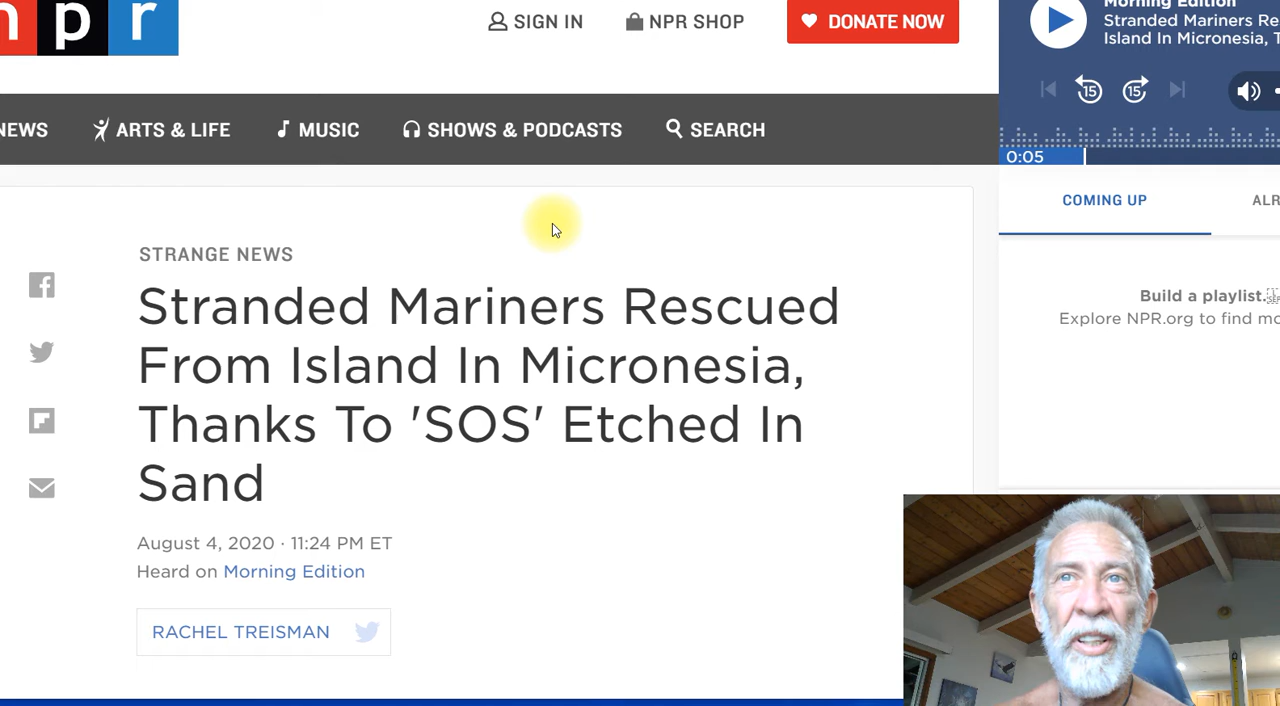 npr
SIGN IN
NPR SHOP
DONATE NOW
NEWS
ARTS & LIFE
MUSIC
SHOWS & PODCASTS
SEARCH
STRANGE NEWS
Stranded Mariners Rescued
From Island In Micronesia,
Thanks To 'SOS' Etched In
Sand
August 4, 2020 · 11:24 PM ET
Heard on Morning Edition
RACHEL TREISMAN
Morning Edition
Stranded Mariners Re
Island In Micronesia, T
15
15
0:05
COMING UP
ALR
Build a playlist.
Explore NPR.org to find mo